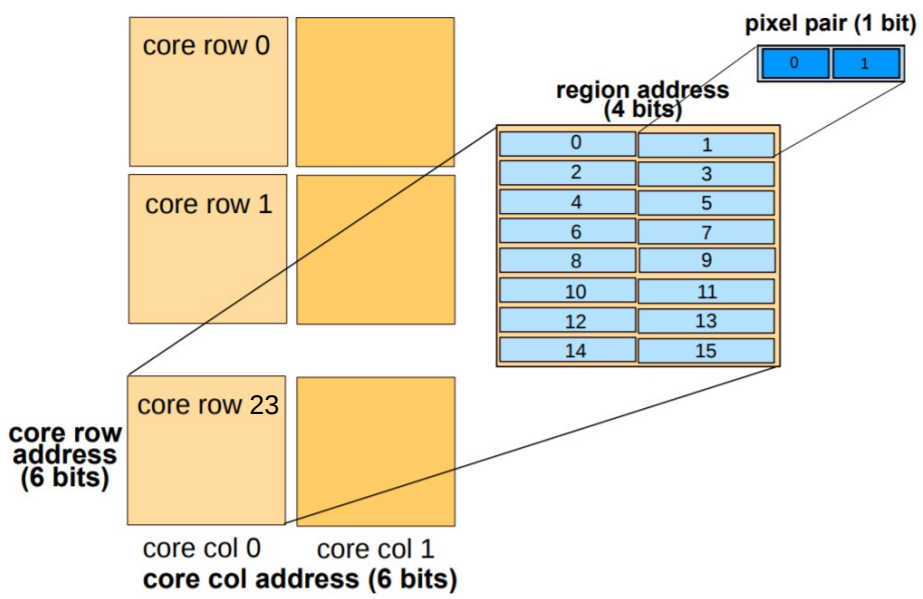 core row 0
pixel pair (1 bit)
0 1
region address
(4 bits)
0 1
2 3
core row 1
4 5
6 7
8 9
10 11
12 13
14 15
core row 23
core row
address
(6 bits)
core col 0 core col 1
core col address (6 bits)